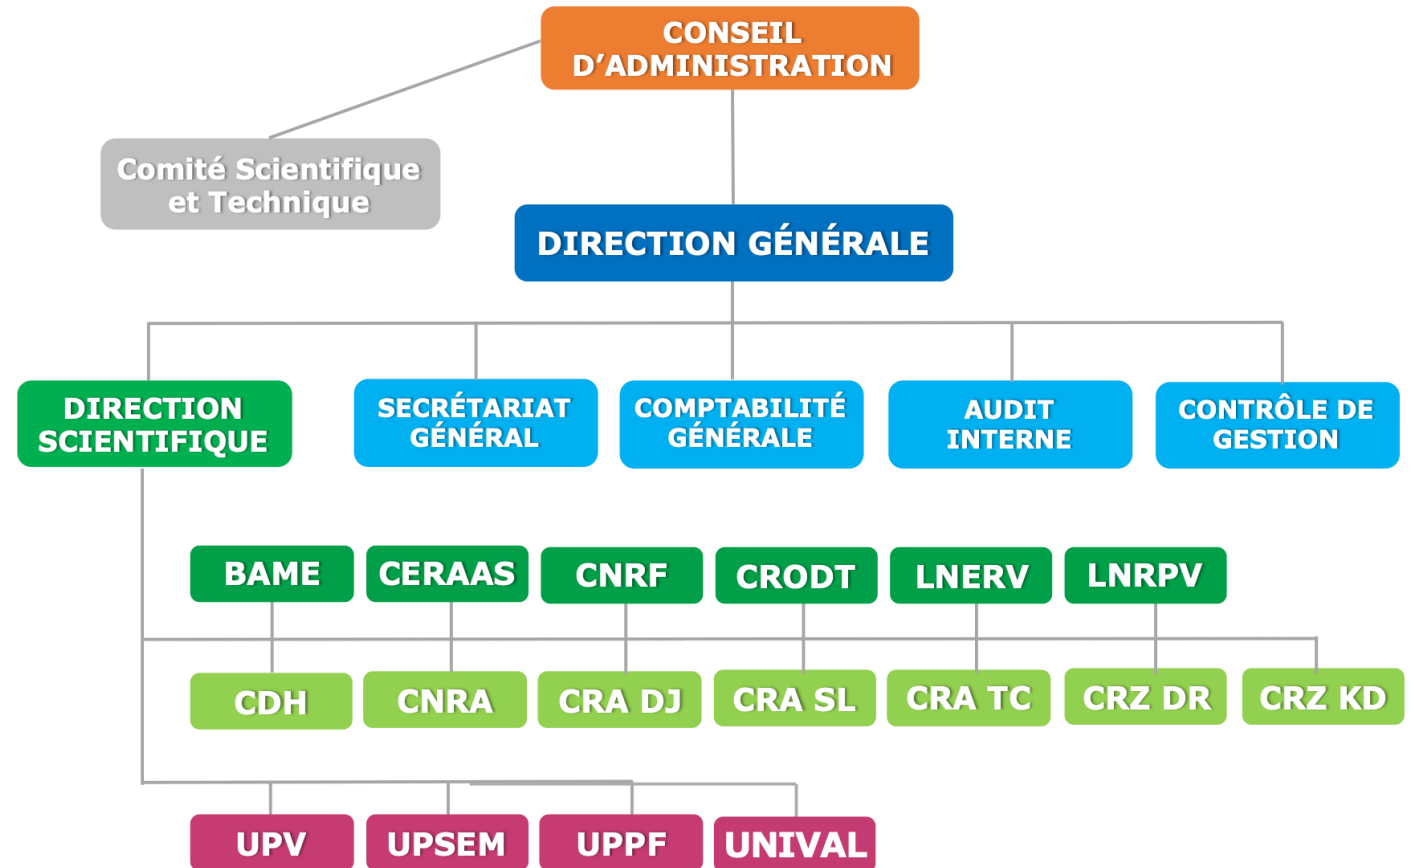 CONSEIL
D’ADMINISTRATION
Comité Scientifique
et Technique
DIRECTION GÉNÉRALE
DIRECTION
SCIENTIFIQUE
SECRÉTARIAT
GÉNÉRAL
COMPTABILITÉ
GÉNÉRALE
AUDIT
INTERNE
CONTRÔLE DE
GESTION
BAME
CERAAS
CNRF
CRODT
LNERV
LNRPV
CDH
CNRA
CRA DJ
CRA SL
CRA TC
CRZ DR
CRZ KD
UPV
UPSEM
UPPF
UNIVAL